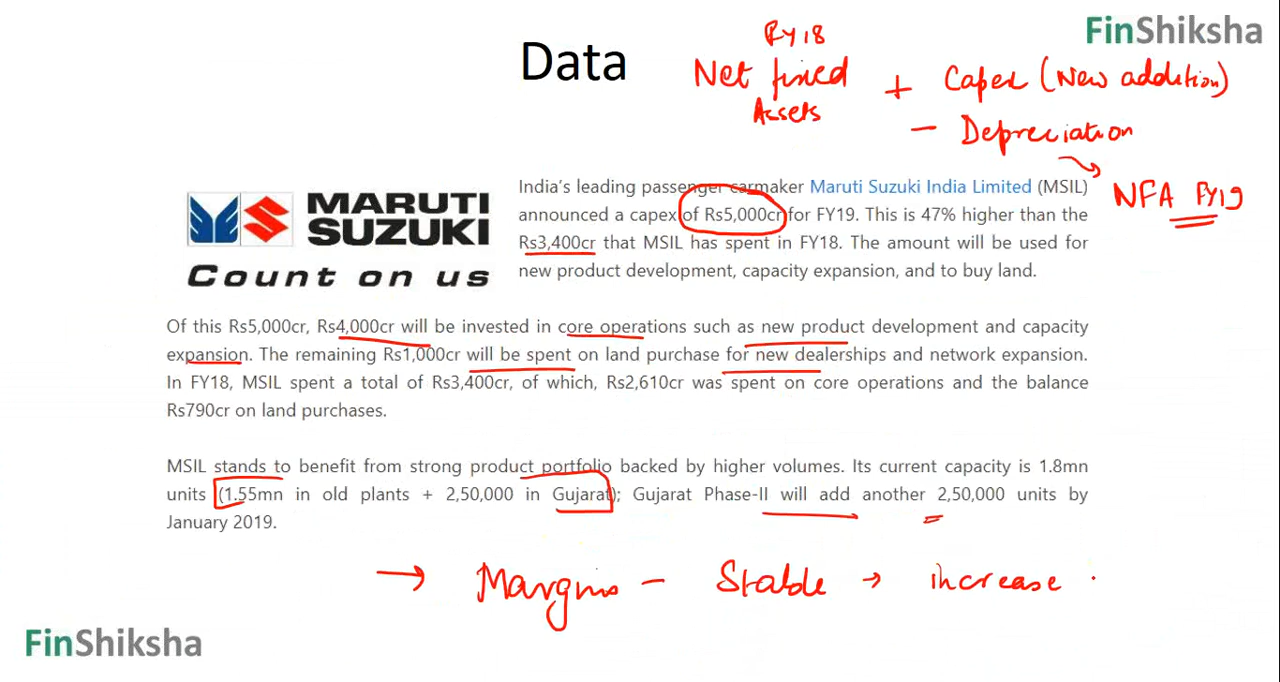 FinShiksha
Data
FY18
Net fixed
Assets
+ Capex (New addition)
- Depreciation
NFA FY19
MARUTI
SUZUKI
Count on us
India's leading passenger carmaker Maruti Suzuki India Limited (MSIL)
announced a capex of Rs5,000cr for FY19. This is 47% higher than the
Rs3,400cr that MSIL has spent in FY18. The amount will be used for
new product development, capacity expansion, and to buy land.
Of this Rs5,000cr, Rs4,000cr will be invested in core operations such as new product development and capacity
expansion. The remaining Rs1,000cr will be spent on land purchase for new dealerships and network expansion.
In FY18, MSIL spent a total of Rs3,400cr, of which, Rs2,610cr was spent on core operations and the balance
Rs790cr on land purchases.
MSIL stands to benefit from strong product portfolio backed by higher volumes. Its current capacity is 1.8mn
units (1.55mn in old plants + 2,50,000 in Gujarat); Gujarat Phase-II will add another 2,50,000 units by
January 2019.
→ Margins - Stable → increase
FinShiksha